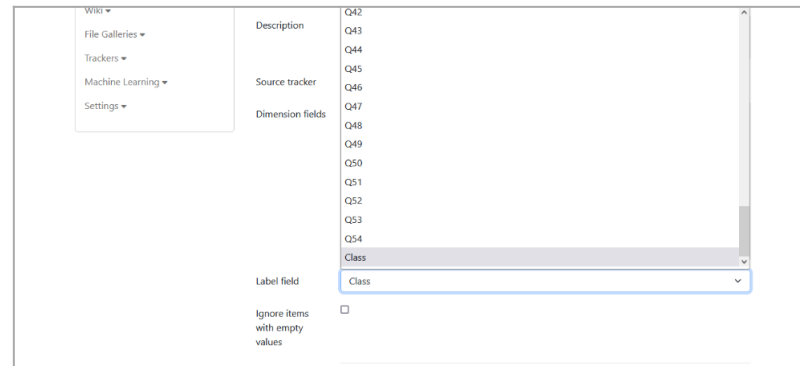 Wiki
File Galleries
Trackers
Machine Learning
Settings
Description
Source tracker
Dimension fields
Q42
Q43
Q44
Q45
Q46
Q47
Q48
Q49
Q50
Q51
Q52
Q53
Q54
Class
Label field
Class
Ignore items
with empty
values